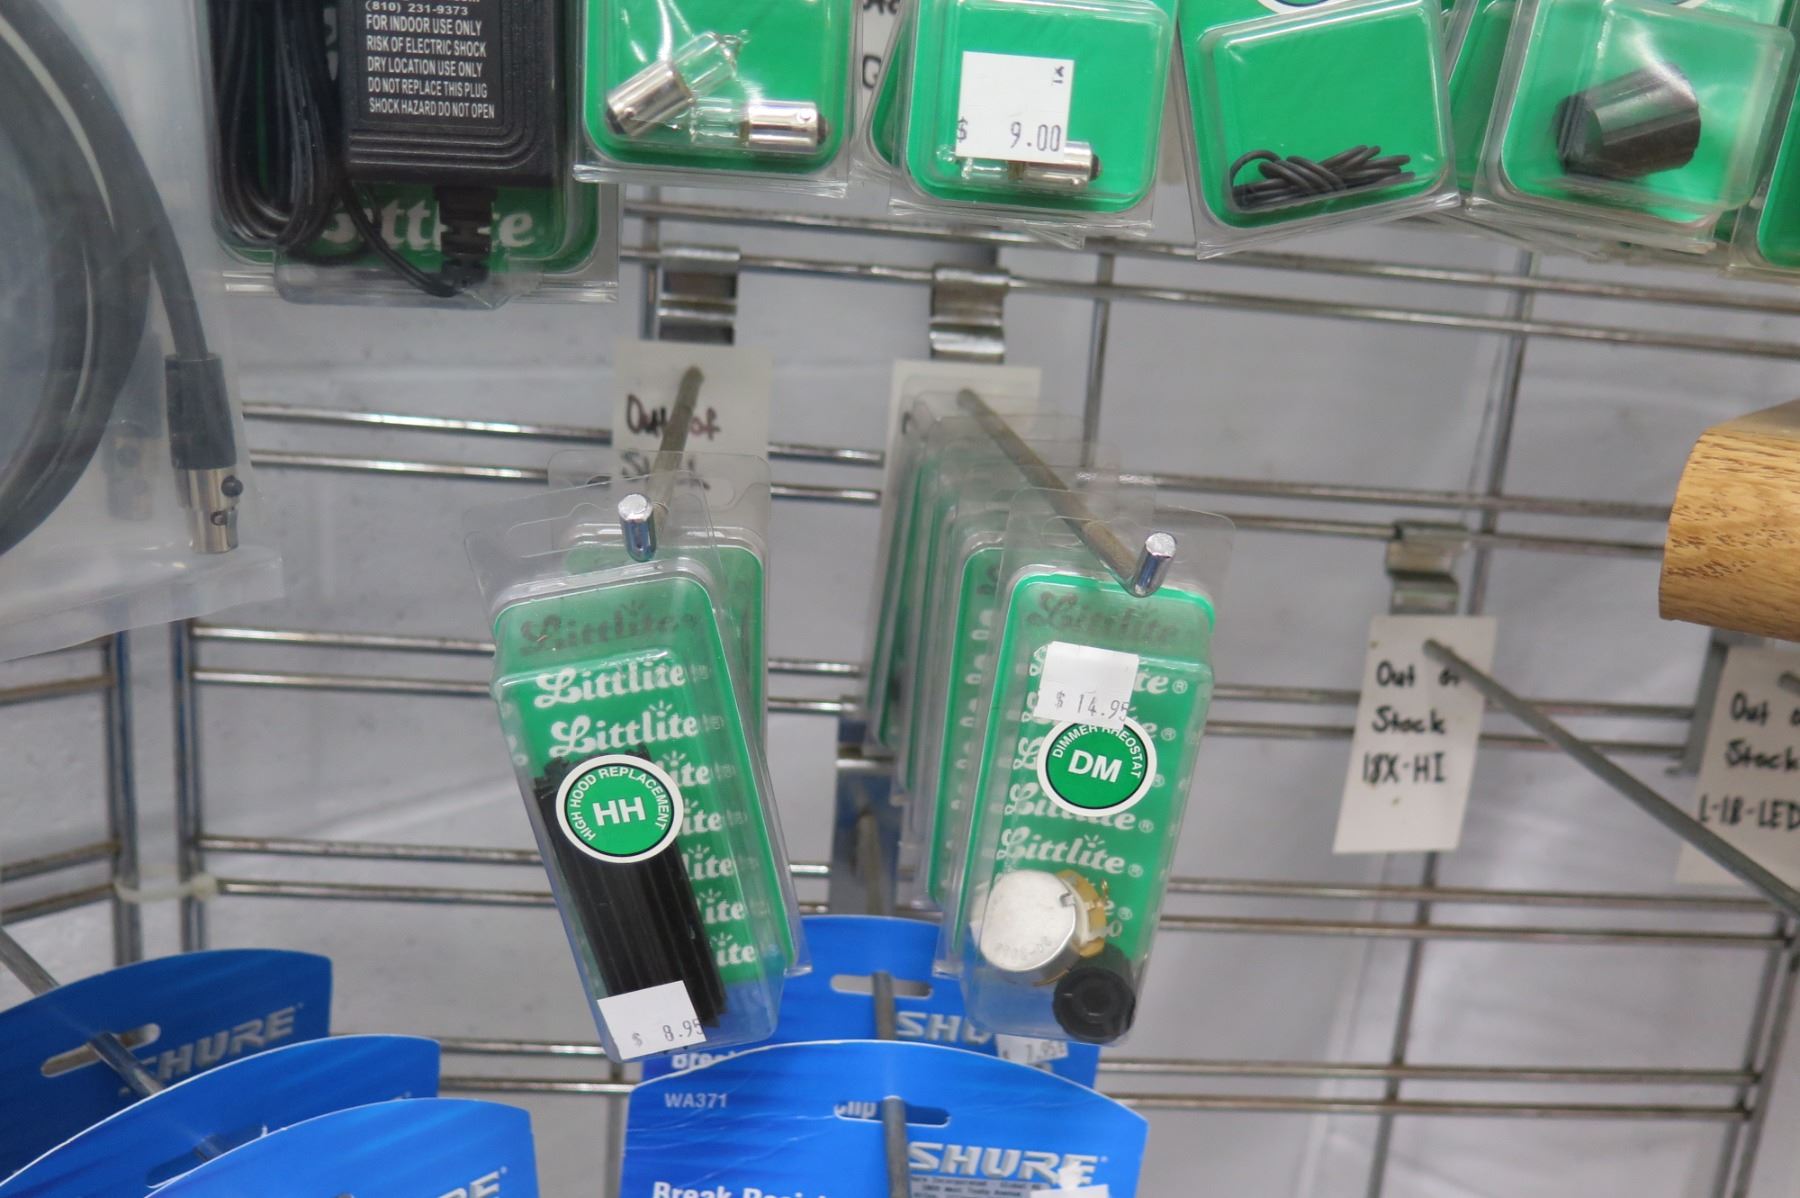 (810) 231-9373
FOR INDOOR USE ONLY
RISK OF ELECTRIC SHOCK
DRY LOCATION USE ONLY
DO NOT REPLACE THIS PLUG
SHOCK HAZARD DO NOT OPEN
Littlite
$ 9.00
Out of
Littlite
Littlite®
Littlite®
HIGH HOOD REPLACEMENT
HH
$ 8.95
Littlite
$ 14.95
DIMMER RHEOSTAT
DM
Littlite®
Littlite®
Out of
Stock
18X-HI
Out
Stock
L-18-LED
SHURE
SHURE
SHURE
WA371
Clip
SHURE®
Break